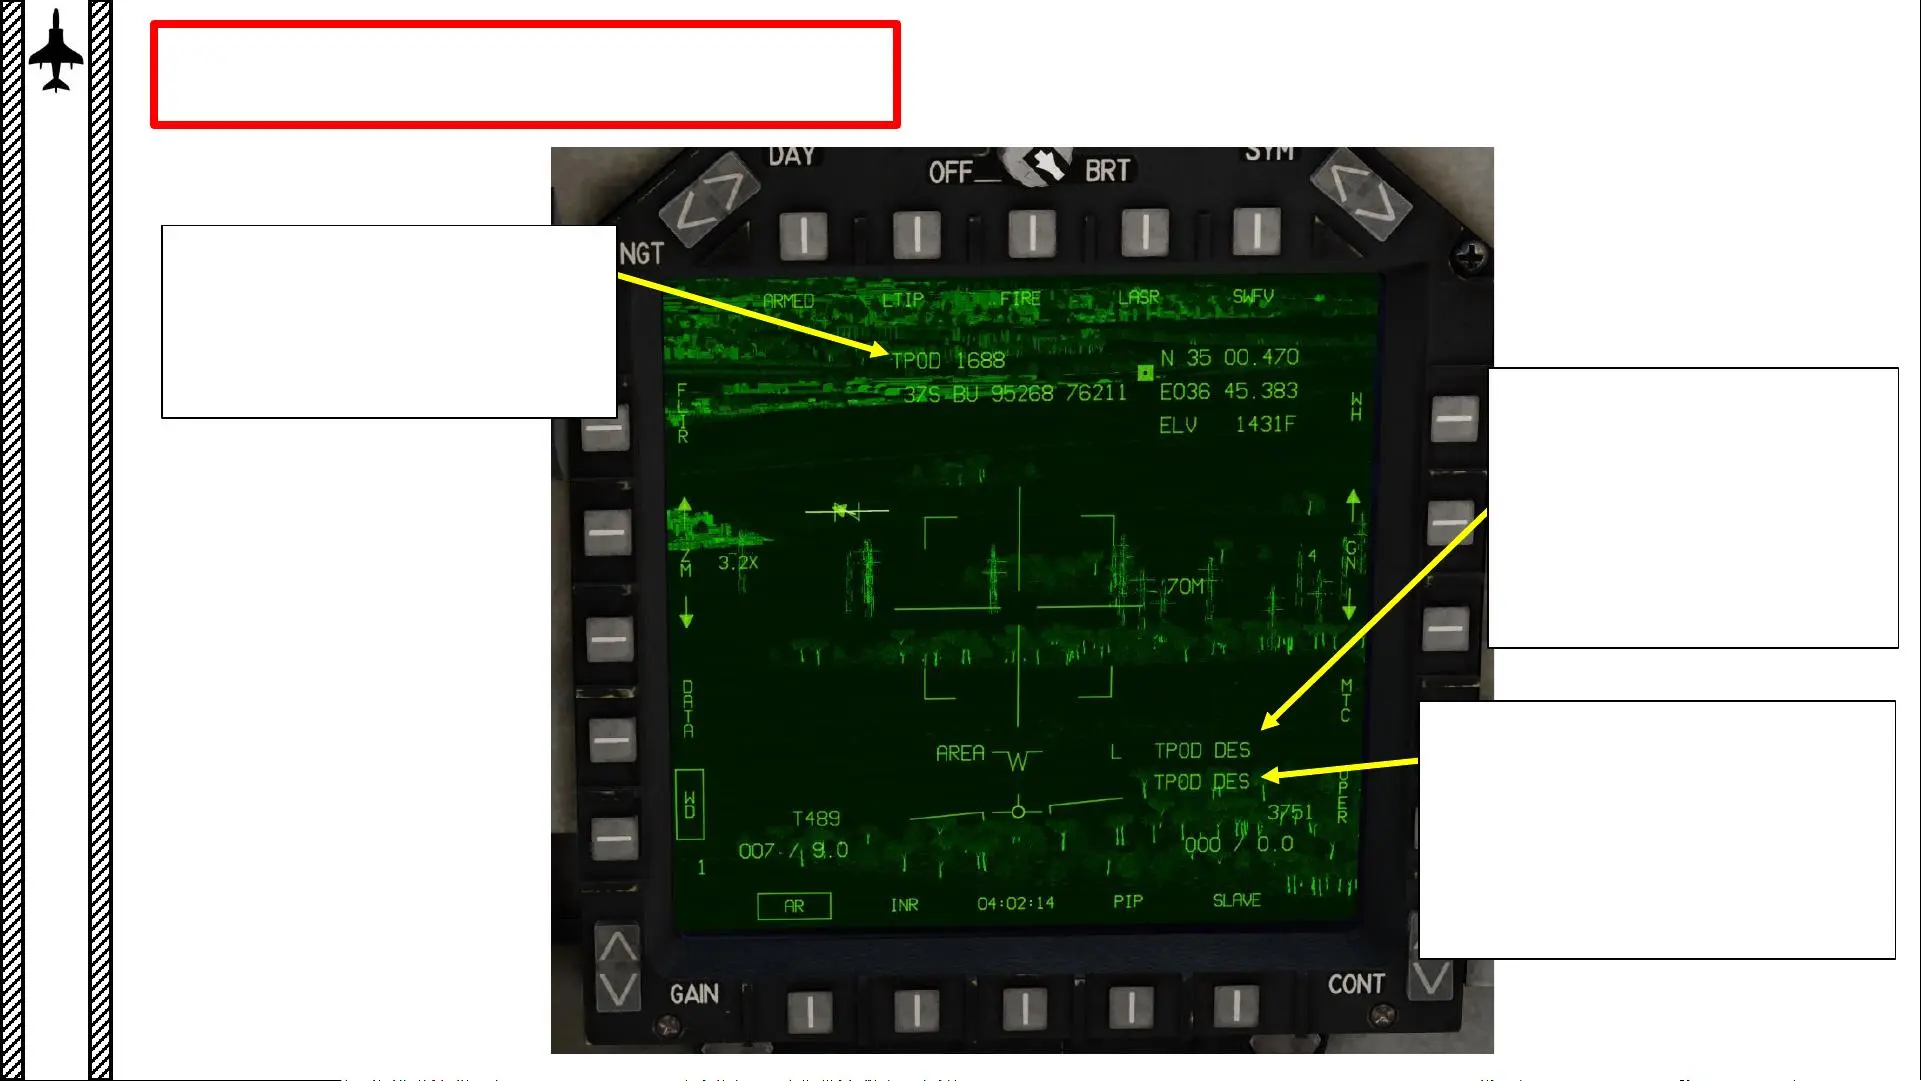 DAY
OFF
BRT
SYM
NGT
ARMED LTIP FIRE LASR SWFV
TPOD 1688
N 35 00.470
37S BU 95268 76211
E036 45.383
ELV 1431F
FLIR
WH
ZM
3.2X
4
GN
70M
DATA
MTC
AREA W L TPOD DES
TPOD DES
WD
OPER
T489
3751
007 / 9.0
000 / 0.0
1
AR INR 04:02:14 PIP SLAVE
GAIN
CONT